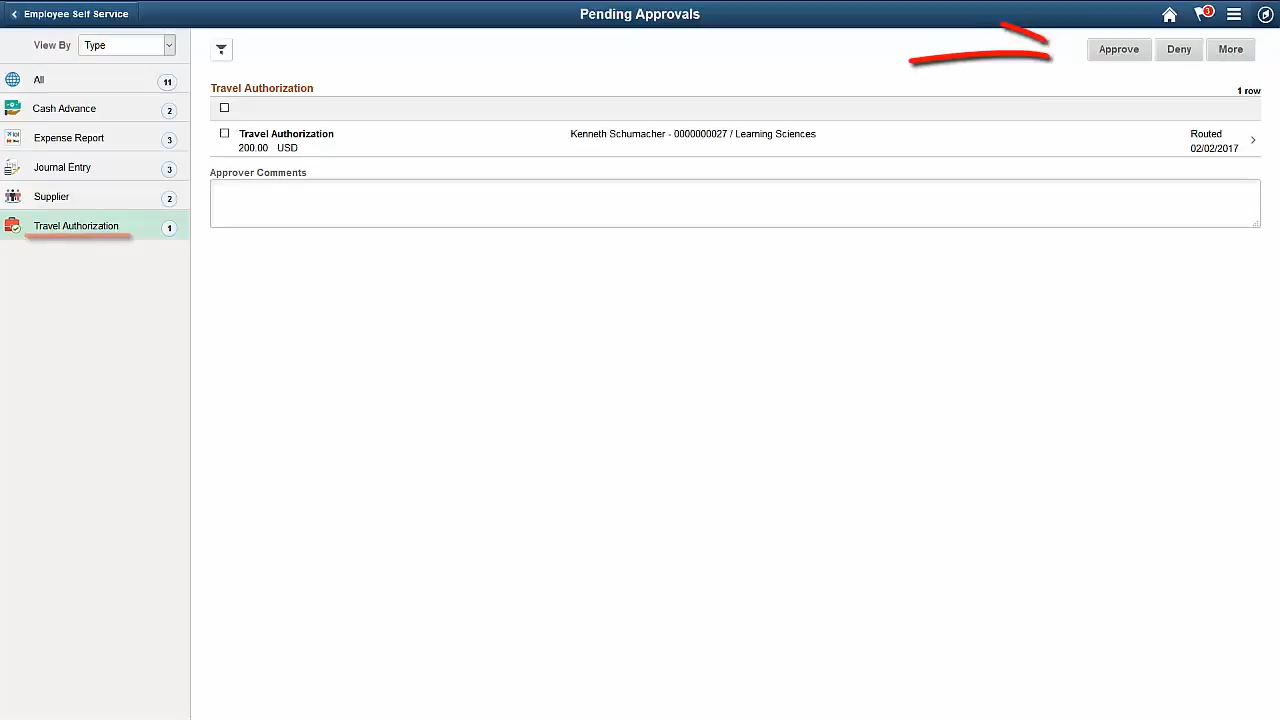 Employee Self Service
Pending Approvals
3
View By Type
Approve Deny More
All 11
Cash Advance 2
Expense Report 3
Journal Entry 3
Supplier 2
Travel Authorization 1
Travel Authorization
1 row
Travel Authorization Kenneth Schumacher - 0000000027 / Learning Sciences Routed
200.00 USD 02/02/2017
Approver Comments